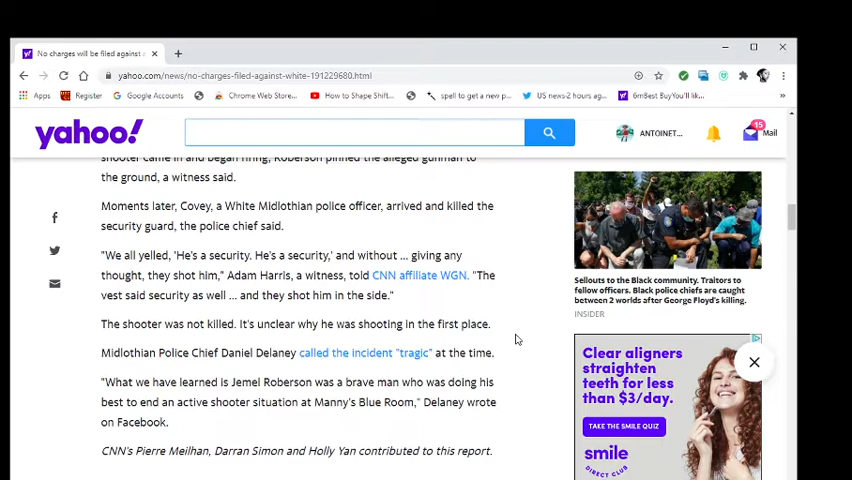 No charges will be filed against
yahoo.com/news/no-charges-filed-against-white-191229680.html
Apps
Register
Google Accounts
Chrome Web Store...
How to Shape Shift...
spell to get a new p...
US news-2 hours ag...
6mBest BuyYou'll lik...
yahoo!
ANTOINET...
15
Mail
shooter came in and began firing, Roberson pinned the alleged gunman to
the ground, a witness said.
Moments later, Covey, a White Midlothian police officer, arrived and killed the
security guard, the police chief said.
"We all yelled, 'He's a security. He's a security,' and without ... giving any
thought, they shot him," Adam Harris, a witness, told CNN affiliate WGN. "The
vest said security as well ... and they shot him in the side."
The shooter was not killed. It's unclear why he was shooting in the first place.
Midlothian Police Chief Daniel Delaney called the incident "tragic" at the time.
"What we have learned is Jemel Roberson was a brave man who was doing his
best to end an active shooter situation at Manny's Blue Room," Delaney wrote
on Facebook.
CNN's Pierre Meilhan, Darran Simon and Holly Yan contributed to this report.
Sellouts to the Black community. Traitors to
fellow officers. Black police chiefs are caught
between 2 worlds after George Floyd's killing.
INSIDER
Clear aligners
straighten
teeth for less
than $3/day.
TAKE THE SMILE QUIZ
smile
DIRECT CLUB